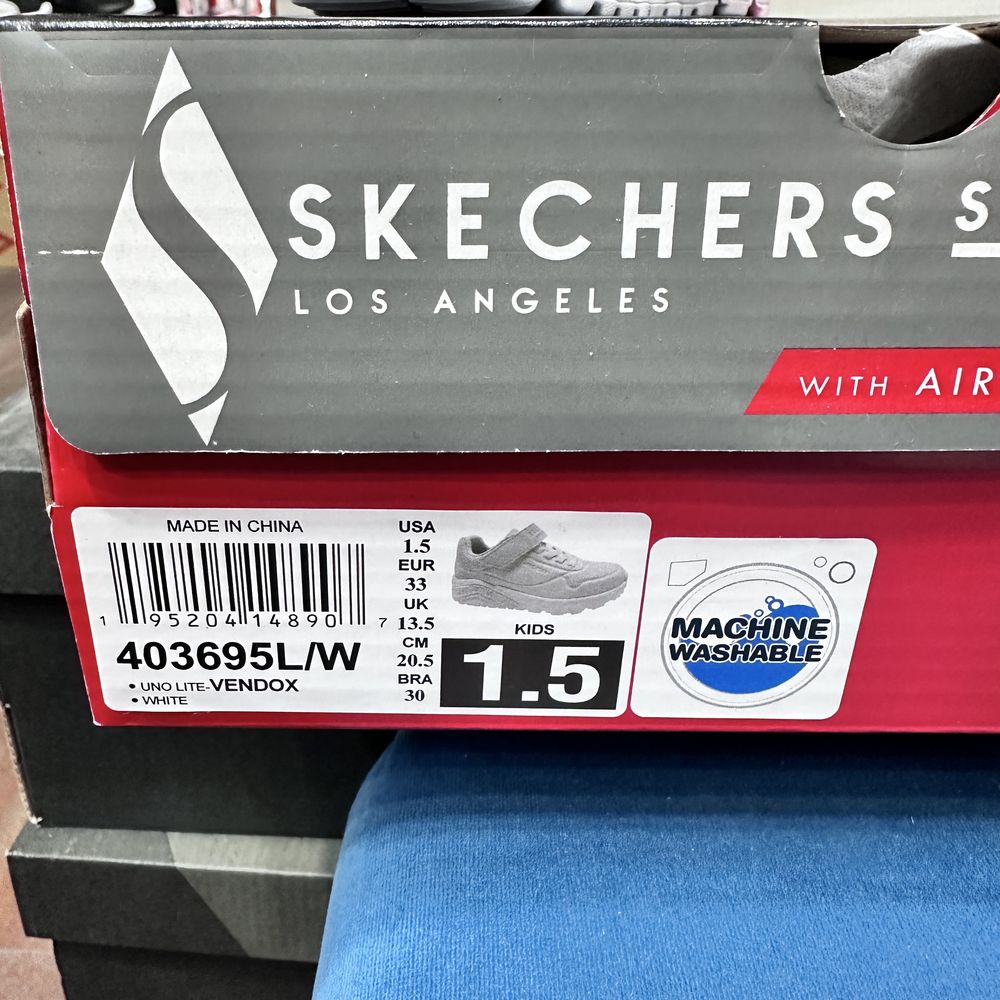 SKECHERS S
LOS ANGELES
WITH AIR
MADE IN CHINA
1 95204 14890 7
403695L/W
• UNO LITE-VENDOX
• WHITE
USA
1.5
EUR
33
UK
13.5
CM
20.5
BRA
30
KIDS
1.5
MACHINE
WASHABLE